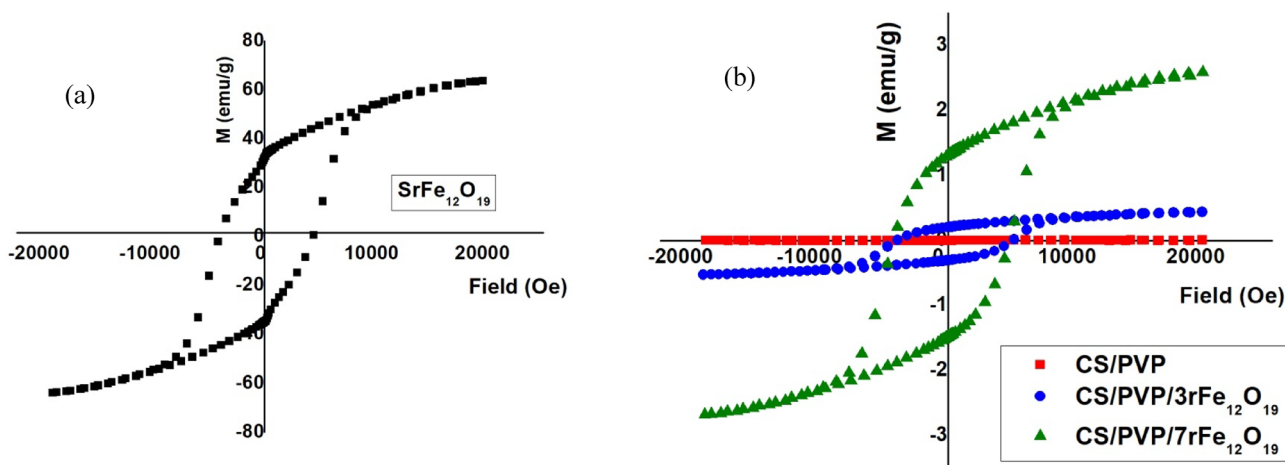 (a)
M (emu/g)
80
60
40
20
0
-20
-40
-60
-80
-20000 -10000 0 10000 20000
Field (Oe)
SrFe₁₂O₁₉
(b)
M (emu/g)
3
2
1
0
-1
-2
-3
-20000 -10000 0 10000 20000
Field (Oe)
CS/PVP
CS/PVP/3rFe₁₂O₁₉
CS/PVP/7rFe₁₂O₁₉